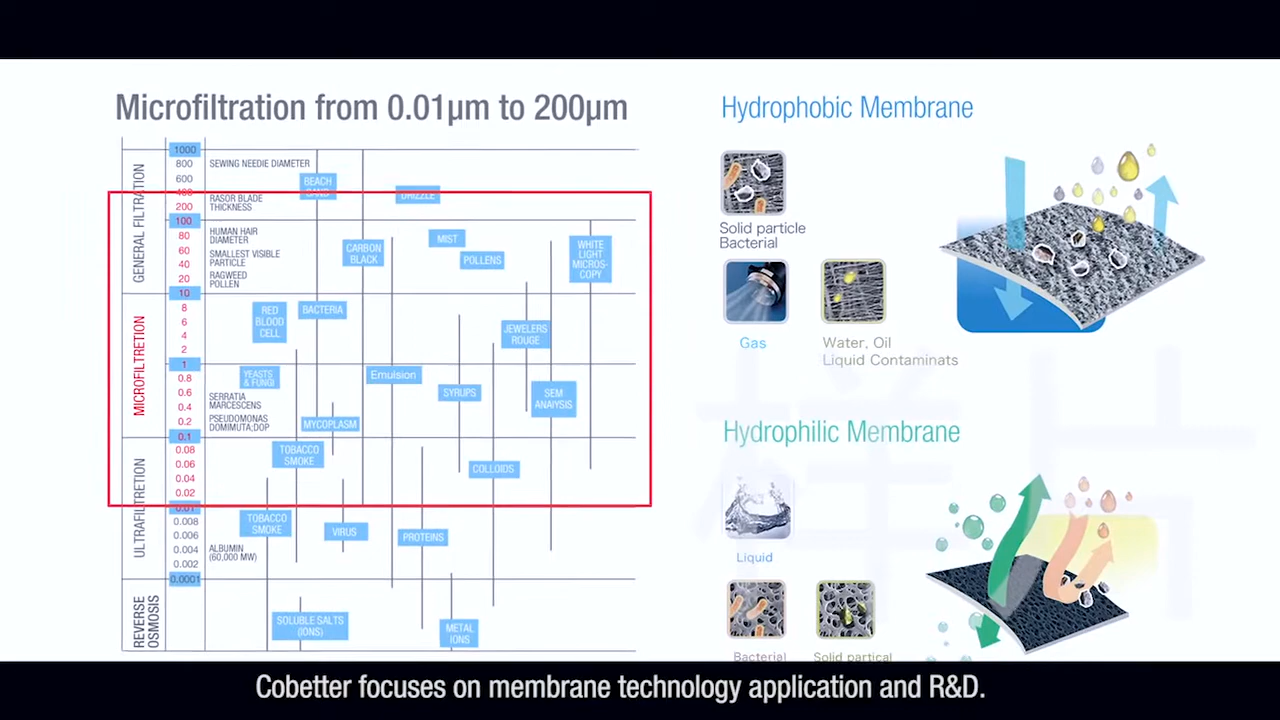 Microfiltration from 0.01μm to 200μm
GENERAL FILTRATION
MICROFILTRETION
ULTRAFILTRETION
REVERSE
OSMOSIS
1000
800
600
400
200
100
80
60
40
20
10
8
6
4
2
1
0.8
0.6
0.4
0.2
0.1
0.08
0.06
0.04
0.02
0.01
0.008
0.006
0.004
0.002
0.0001
SEWING NEEDIE DIAMETER
BEACH
SAND
DRIZZLE
RASOR BLADE
THICKNESS
HUMAN HAIR
DIAMETER
SMALLEST VISIBLE
PARTICLE
RAGWEED
POLLEN
CARBON
BLACK
MIST
POLLENS
WHITE
LIGHT
MICROS-
COPY
RED
BLOOD
CELL
BACTERIA
JEWELERS
ROUGE
YEASTS
& FUNGI
Emulsion
SYRUPS
SEM
ANAIYSIS
SERRATIA
MARCESCENS
PSEUDOMONAS
DOMIMUTA;DOP
MYCOPLASM
TOBACCO
SMOKE
COLLOIDS
TOBACCO
SMOKE
VIRUS
PROTEINS
ALBUMIN
(60,000 MW)
SOLUBLE SALTS
(IONS)
METAL
IONS
Hydrophobic Membrane
Solid particle
Bacterial
Gas
Water, Oil
Liquid Contaminats
Hydrophilic Membrane
Liquid
Bacterial
Solid partical
Cobetter focuses on membrane technology application and R&D.